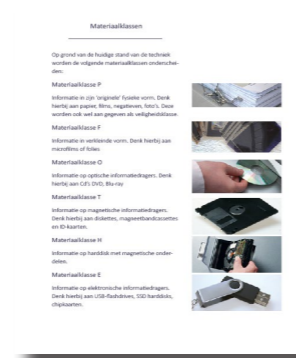 Materiaalklassen
Op grond van de huidige stand van de techniek
worden de volgende materiaalklassen onderschei-
den:
Materiaalklasse P
Informatie in zijn 'originele' fysieke vorm. Denk
hierbij aan papier, films, negatieven, foto's. Deze
worden ook wel aan gegeven als veiligheidsklasse
Materiaalklasse F
Informatie in verkleinde vorm. Denk hierbij aan
microfilms of folies
Materiaalklasse O
Informatie op optische informatiedragers. Denk
hierbij aan Cd's DVD, Blu-ray
Materiaalklasse T
Informatie op magnetische informatiedragers.
Denk hierbij aan diskettes, magneetbandcassettes
en ID-kaarten.
Materiaalklasse H
Informatie op harddisk met magnetische onder-
delen.
Materiaalklasse E
Informatie op elektronische informatiedragers.
Denk hierbij aan USB-flashdrives, SSD harddisks,
chipkaarten.